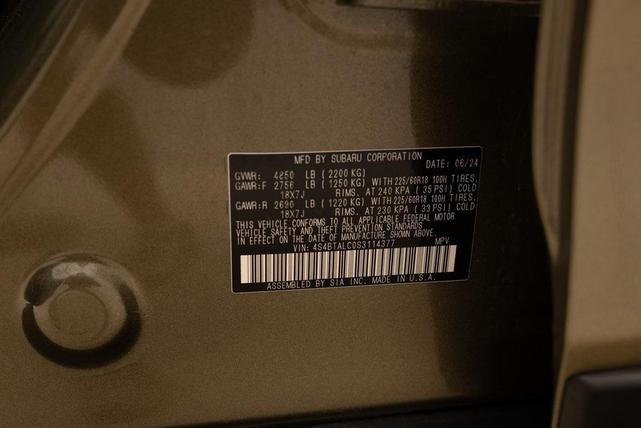 MFD BY SUBARU CORPORATION DATE: 06/24
GVWR: 4850 LB (2200 KG)
GAWR:F 2756 LB (1250 KG) WITH 225/60R18 100H TIRES.
18X7J RIMS. AT 240 KPA (35 PSI) COLD
GAWR:R 2690 LB (1220 KG) WITH 225/60R18 100H TIRES.
18X7J RIMS. AT 230 KPA (33 PSI) COLD
THIS VEHICLE CONFORMS TO ALL APPLICABLE FEDERAL MOTOR
VEHICLE SAFETY AND THEFT PREVENTION STANDARDS
IN EFFECT ON THE DATE OF MANUFACTURE SHOWN ABOVE.
VIN: 4S4BTALC0S3114377 MPV
ASSEMBLED BY SIA INC. MADE IN U.S.A.